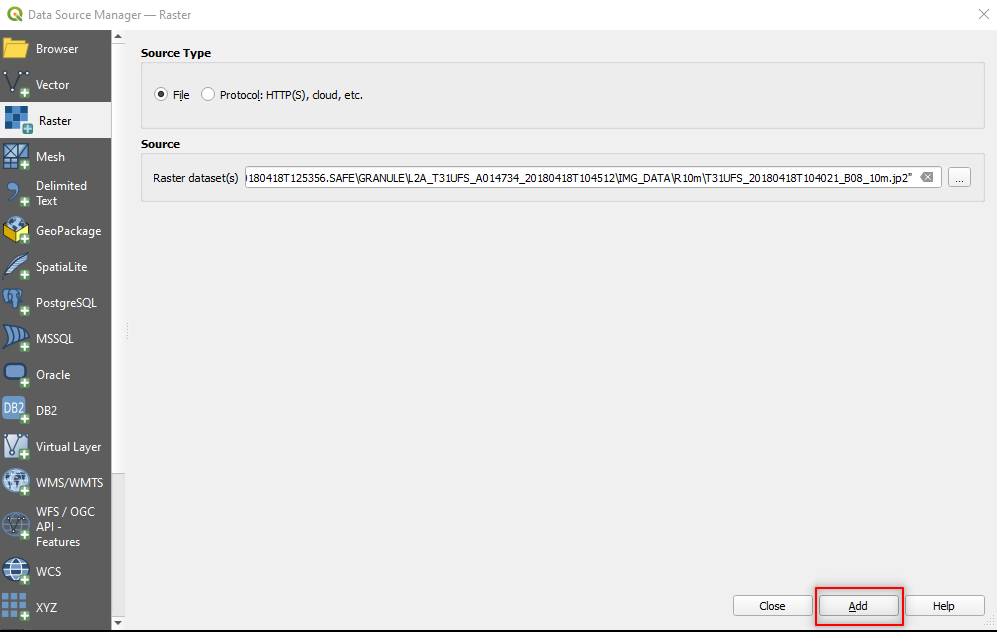 Data Source Manager — Raster
Browser
Vector
Raster
Mesh
Delimited
Text
GeoPackage
SpatiaLite
PostgreSQL
MSSQL
Oracle
DB2
DB2
Virtual Layer
WMS/WMTS
WFS / OGC
API -
Features
WCS
XYZ
Source Type
File Protocol: HTTP(S), cloud, etc.
Source
Raster dataset(s) 0180418T125356.SAFE\GRANULE\L2A_T31UFS_A014734_20180418T104512\IMG_DATA\R10m\T31UFS_20180418T104021_B08_10m.jp2" ...
Close Add Help